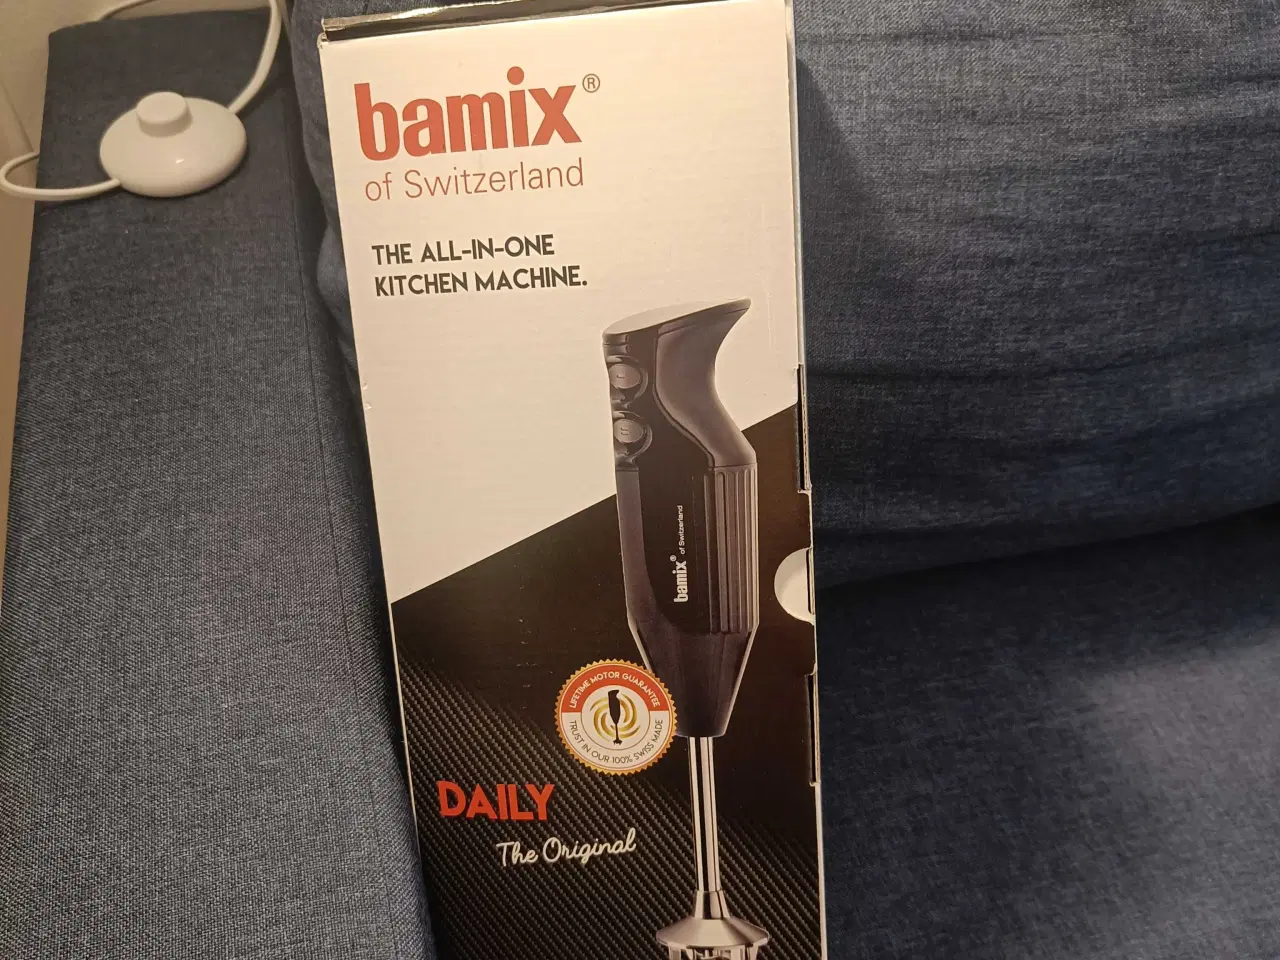 bamix®
of Switzerland
THE ALL-IN-ONE
KITCHEN MACHINE.
bamix®
of Switzerland
LIFETIME MOTOR GUARANTEE
TRUST IN OUR 100% SWISS MADE
DAILY
The Original